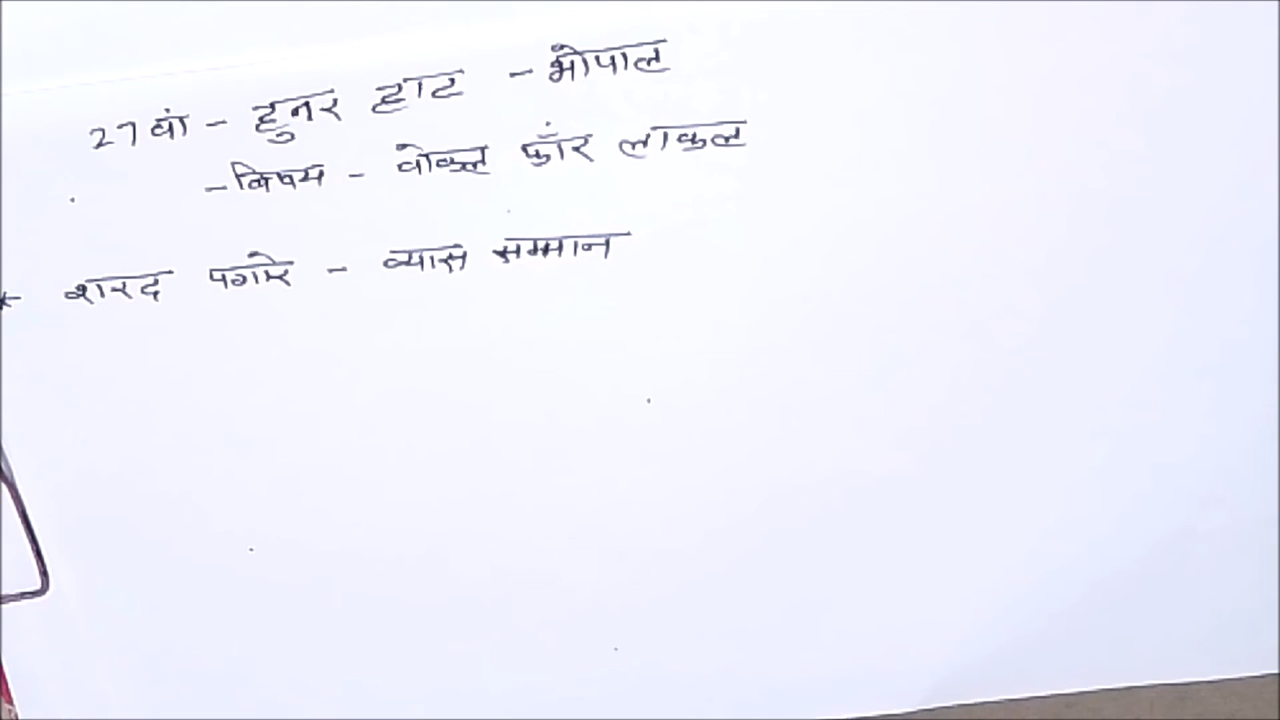 27वां - हुनर हाट - भोपाल
- विषय - वोकल फॉर लोकल
* शरद पगारे - व्यास सम्मान